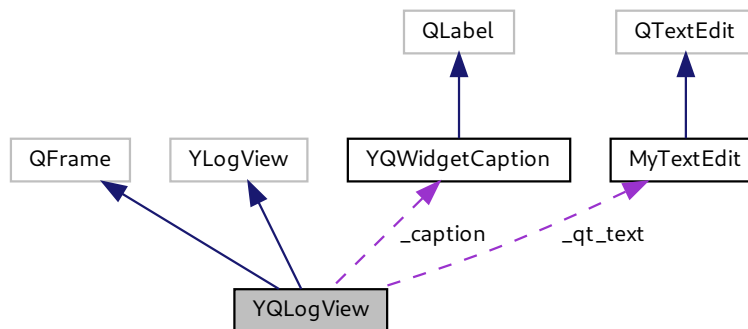 QLabel
QTextEdit
QFrame
YLogView
YQWidgetCaption
MyTextEdit
_caption
_qt_text
YQLogView